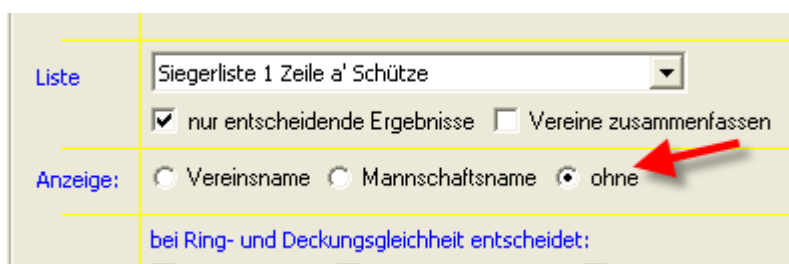 Liste Siegerliste 1 Zeile a' Schütze
nur entscheidende Ergebnisse Vereine zusammenfassen
Anzeige: Vereinsname Mannschaftsname ohne
bei Ring- und Deckungsgleichheit entscheidet: